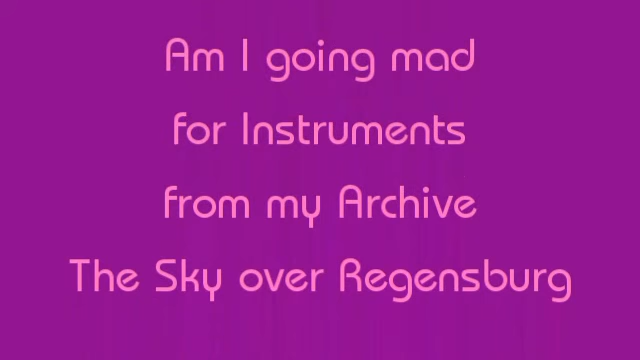 Am I going mad
for Instruments
from my Archive
The Sky over Regensburg